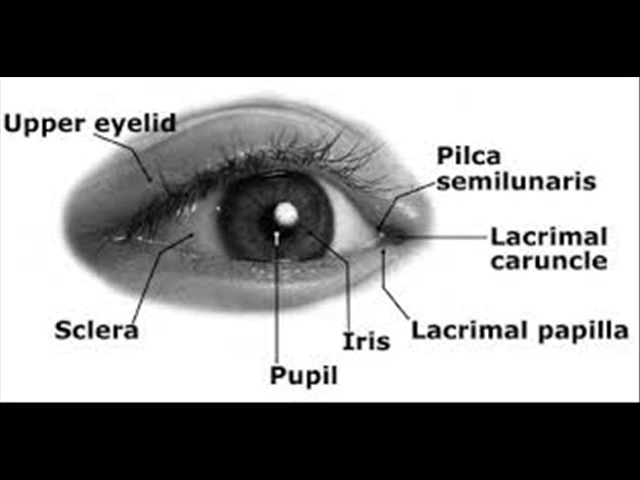 Upper eyelid
Pilca
semilunaris
Lacrimal
caruncle
Sclera
Iris
Lacrimal papilla
Pupil